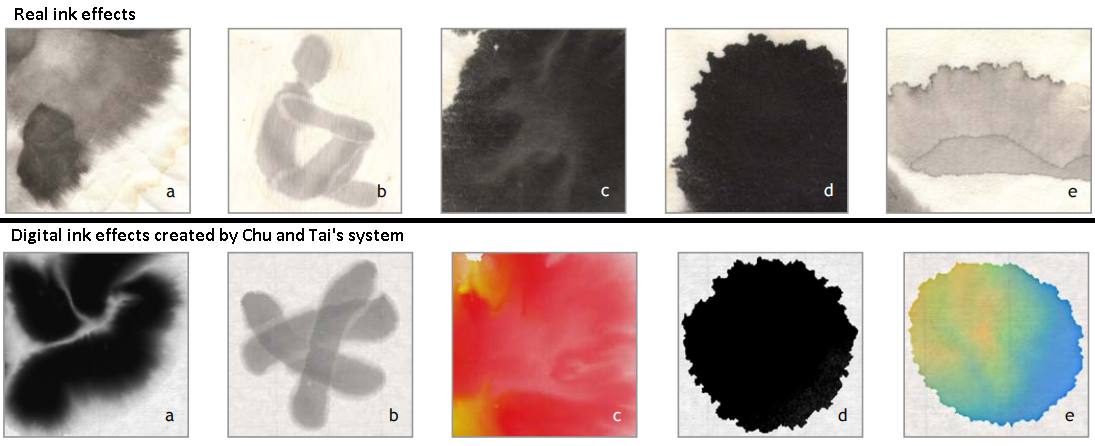 Real ink effects
a b c d e
Digital ink effects created by Chu and Tai's system
a b c d e